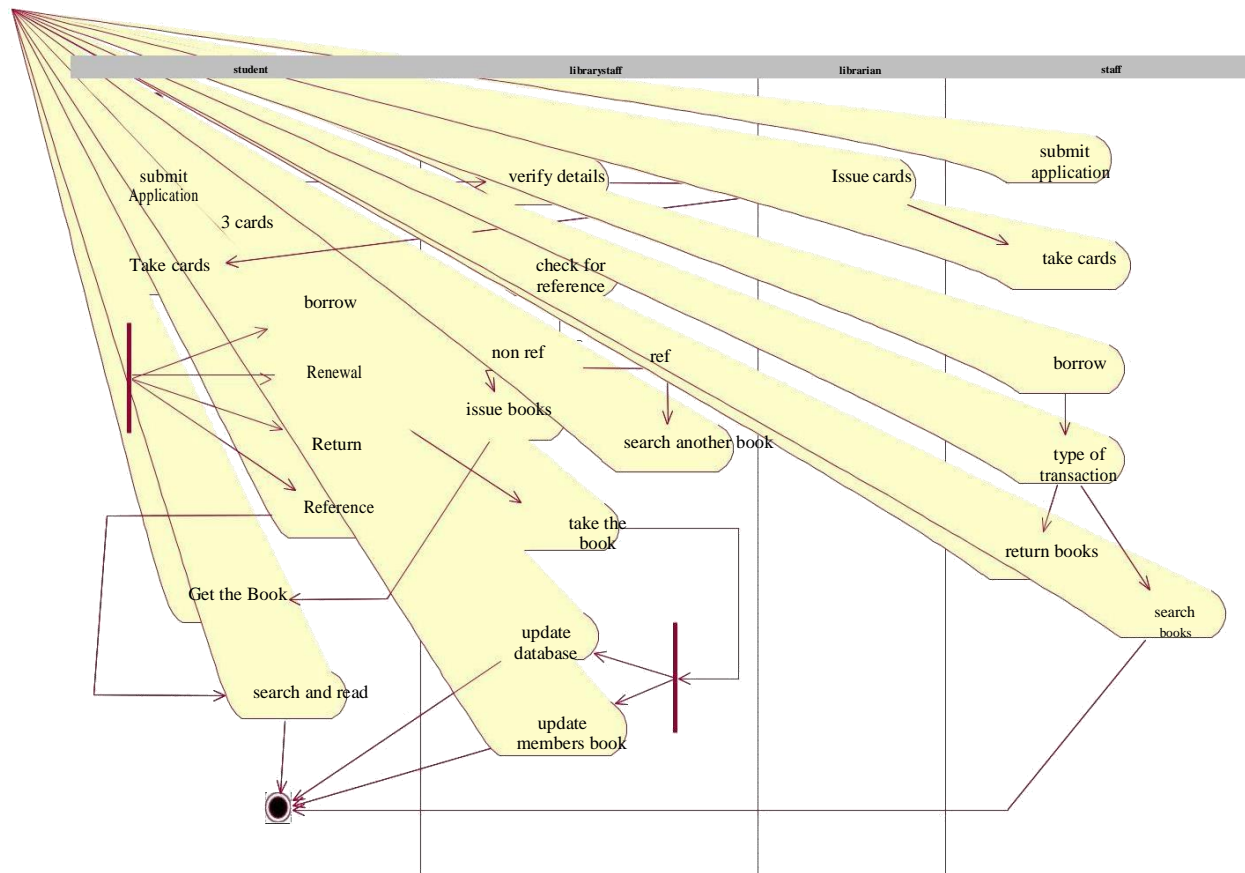 student
librarystaff
librarian
staff
submit
Application
verify details
Issue cards
submit
application
3 cards
Take cards
check for
reference
take cards
borrow
non ref
ref
borrow
Renewal
issue books
search another book
Return
type of
transaction
Reference
take the
book
return books
Get the Book
search
books
update
database
search and read
update
members book